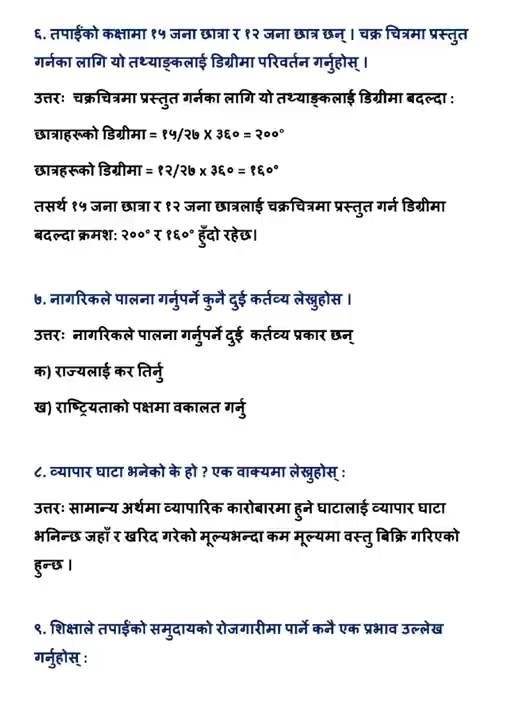 ६. तपाईंको कक्षामा १५ जना छात्रा र १२ जना छात्र छन् | चक्र चित्रमा प्रस्तुत
गर्नका लागि यो तथ्याङ्कलाई डिग्रीमा परिवर्तन गर्नुहोस् |
उत्तरः चक्रचित्रमा प्रस्तुत गर्नका लागि यो तथ्याङ्कलाई डिग्रीमा बदल्दा :
छात्राहरूको डिग्रीमा = १५/२७ X ३६० = २००°
छात्रहरूको डिग्रीमा = १२/२७ x ३६० = १६०°
तसर्थ १५ जना छात्रा र १२ जना छात्रलाई चक्रचित्रमा प्रस्तुत गर्न डिग्रीमा
बदल्दा क्रमश: २००° र १६०° हुँदो रहेछ।
७. नागरिकले पालना गर्नुपर्ने कुनै दुई कर्तव्य लेख्नुहोस |
उत्तरः नागरिकले पालना गर्नुपर्ने दुई कर्तव्य प्रकार छन्
क) राज्यलाई कर तिर्नु
ख) राष्ट्रियताको पक्षमा वकालत गर्नु
८. व्यापार घाटा भनेको के हो ? एक वाक्यमा लेख्नुहोस् :
उत्तरः सामान्य अर्थमा व्यापारिक कारोबारमा हुने घाटालाई व्यापार घाटा
भनिन्छ जहाँ र खरिद गरेको मूल्यभन्दा कम मूल्यमा वस्तु बिक्रि गरिएको
हुन्छ |
९. शिक्षाले तपाईंको समुदायको रोजगारीमा पार्ने कनै एक प्रभाव उल्लेख
गर्नुहोस् :